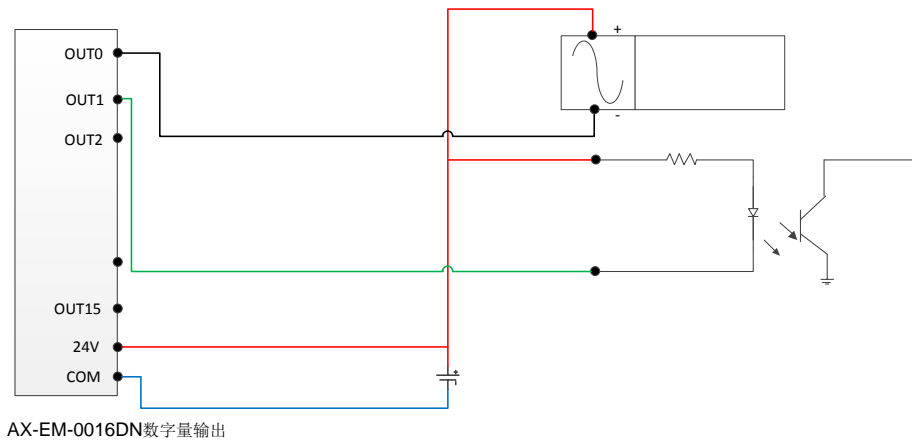 OUT0
OUT1
OUT2
OUT15
24V
COM
+
-
AX-EM-0016DN数字量输出